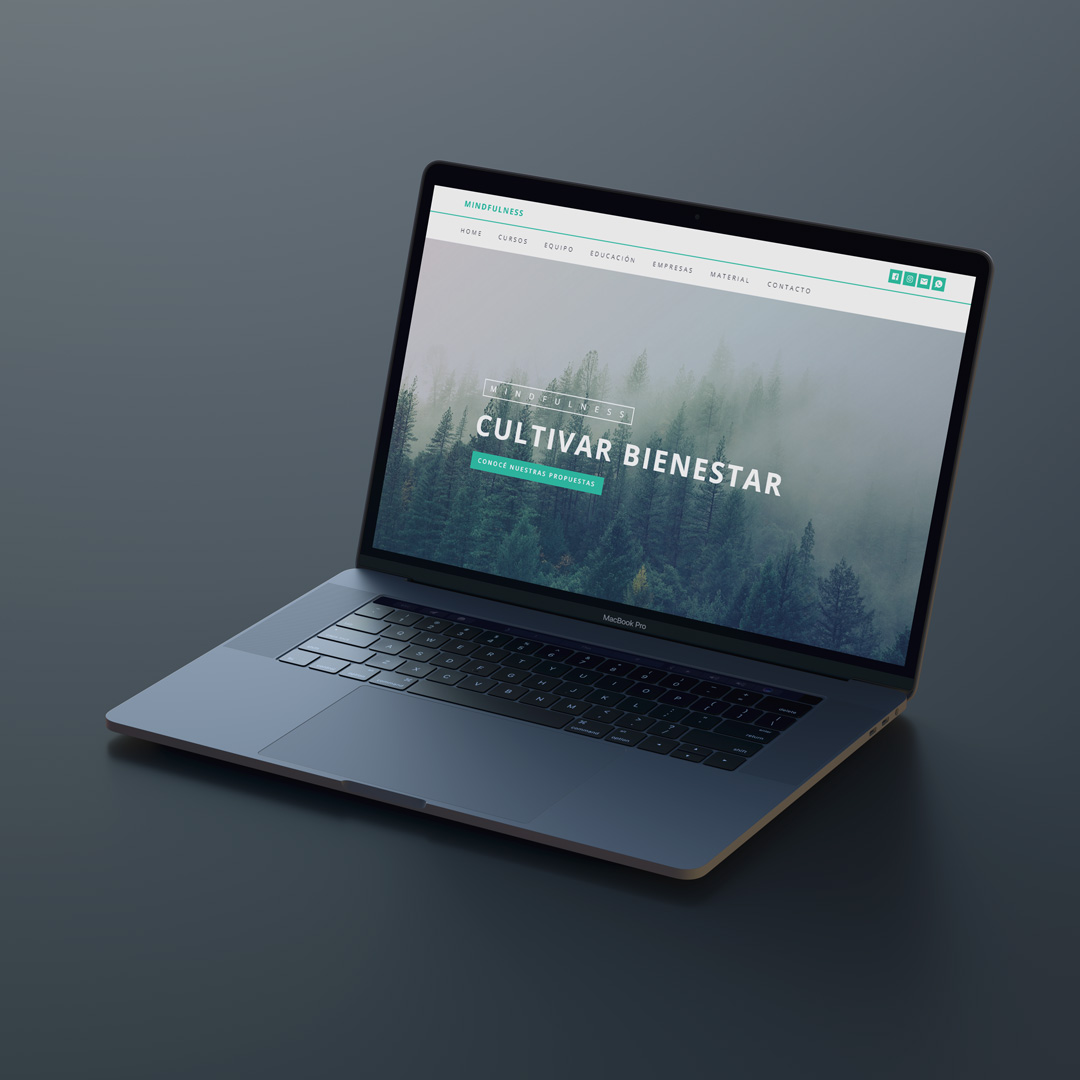 MINDFULNESS
HOME CURSOS EQUIPO EDUCACIÓN EMPRESAS MATERIAL CONTACTO
MINDFULNESS
CULTIVAR BIENESTAR
CONOCÉ NUESTRAS PROPUESTAS
MacBook Pro